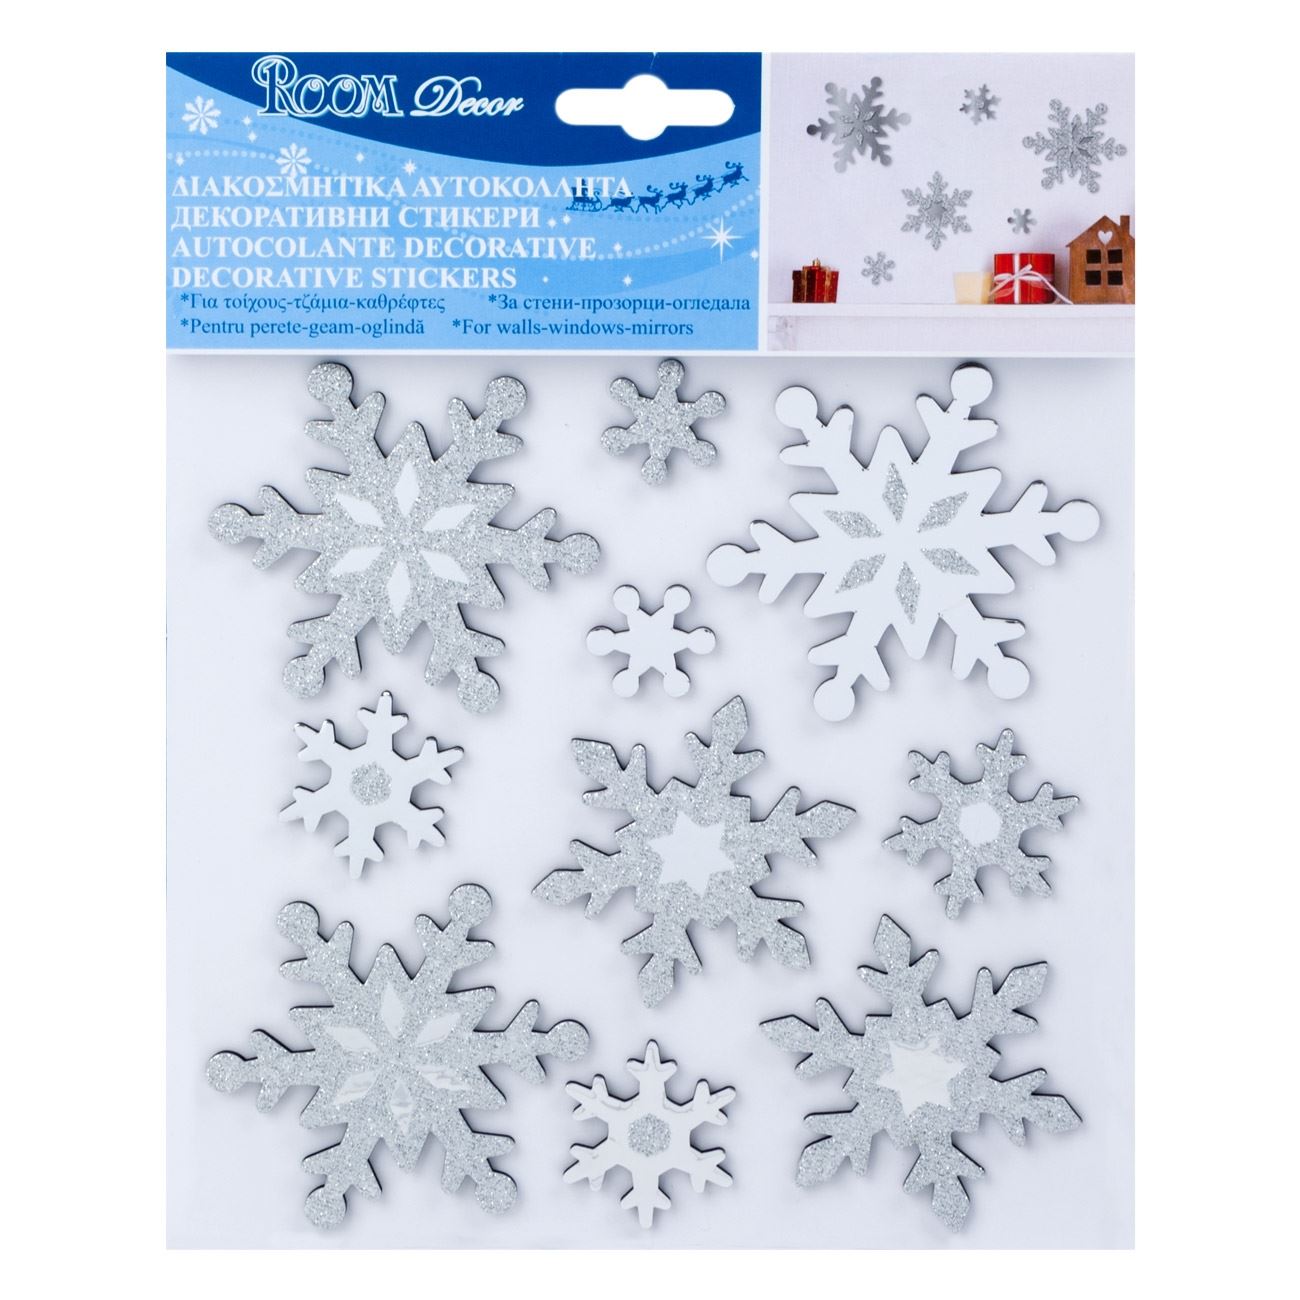 ROOM Decor
ΔΙΑΚΟΣΜΗΤΙΚΑ ΑΥΤΟΚΟΛΛΗΤΑ
ДЕКОРАТИВНИ СТИКЕРИ
AUTOCOLANTE DECORATIVE
DECORATIVE STICKERS
*Για τοίχους-τζάμια-καθρέφτες *За стени-прозорци-огледала
*Pentru perete-geam-oglindă *For walls-windows-mirrors